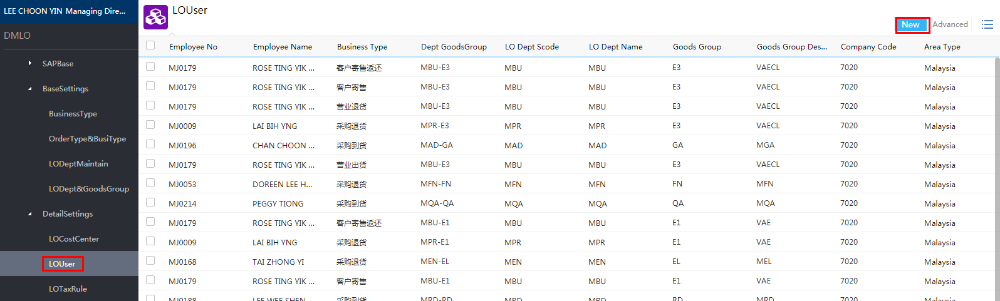 LEE CHOON YIN Managing Dire...
DMLO
SAPBase
BaseSettings
BusinessType
OrderType&BusiType
LODeptMaintain
LODept&GoodsGroup
DetailSettings
LOCostCenter
LOUser
LOTaxRule
LOUser
New Advanced
Employee No Employee Name Business Type Dept GoodsGroup LO Dept Scode LO Dept Name Goods Group Goods Group Des... Company Code Area Type
MJ0179 ROSE TING YIK ... 客户寄售返还 MBU-E3 MBU MBU E3 VAECL 7020 Malaysia
MJ0179 ROSE TING YIK ... 客户寄售 MBU-E3 MBU MBU E3 VAECL 7020 Malaysia
MJ0179 ROSE TING YIK ... 营业退货 MBU-E3 MBU MBU E3 VAECL 7020 Malaysia
MJ0009 LAI BIH YNG 采购退货 MPR-E3 MPR MPR E3 VAECL 7020 Malaysia
MJ0196 CHAN CHOON ... 采购到货 MAD-GA MAD MAD GA MGA 7020 Malaysia
MJ0179 ROSE TING YIK ... 营业出货 MBU-E3 MBU MBU E3 VAECL 7020 Malaysia
MJ0053 DOREEN LEE H... 采购退货 MFN-FN MFN MFN FN MFN 7020 Malaysia
MJ0214 PEGGY TIONG 采购到货 MQA-QA MQA MQA QA MQA 7020 Malaysia
MJ0179 ROSE TING YIK ... 客户寄售返还 MBU-E1 MBU MBU E1 VAE 7020 Malaysia
MJ0009 LAI BIH YNG 采购退货 MPR-E1 MPR MPR E1 VAE 7020 Malaysia
MJ0168 TAI ZHONG YI 采购退货 MEN-EL MEN MEN EL MEL 7020 Malaysia
MJ0179 ROSE TING YIK ... 客户寄售 MBU-E1 MBU MBU E1 VAE 7020 Malaysia
MJ0188 LEE WEE SHEN 采购到货 MRD-RD MRD MRD RD MRD 7020 Malaysia